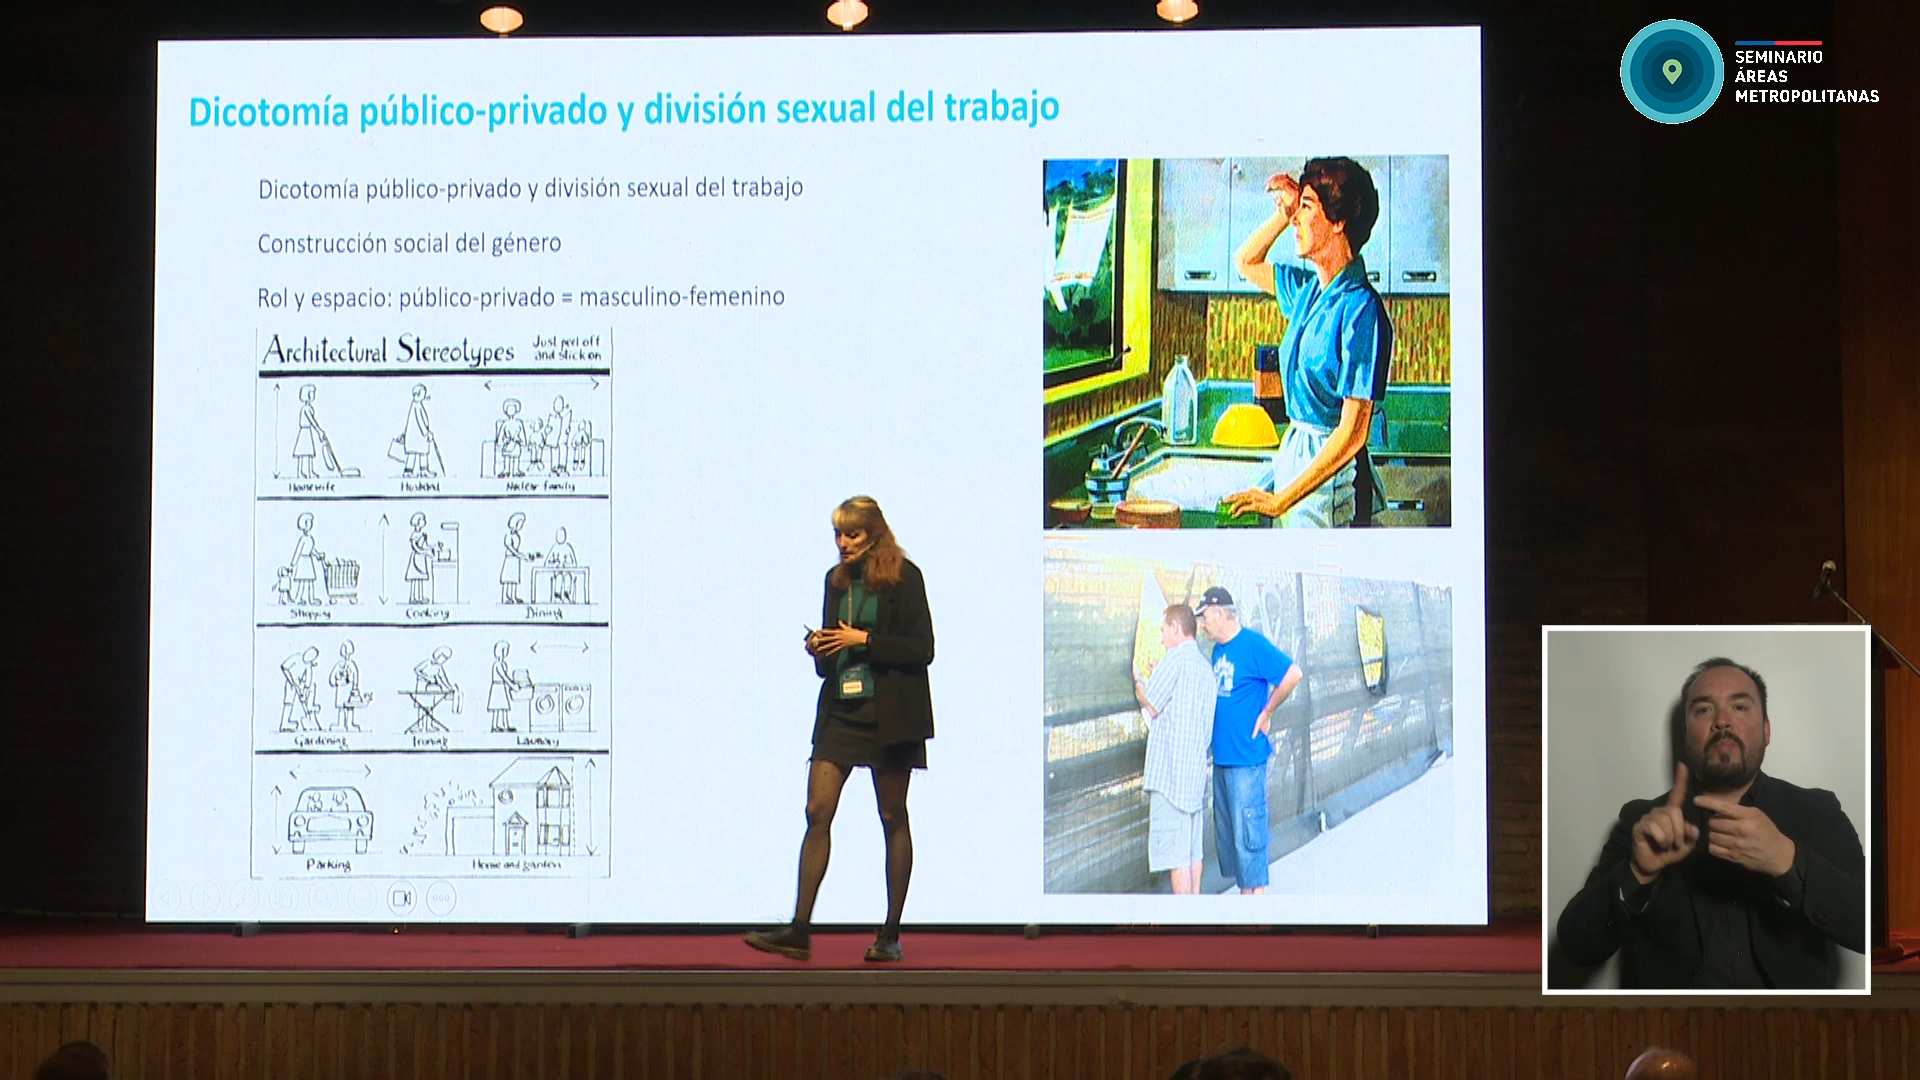 Dicotomía público-privado y división sexual del trabajo
Dicotomía público-privado y división sexual del trabajo
Construcción social del género
Rol y espacio: público-privado = masculino-femenino
Architectural Stereotypes
Just peel off
and stick on
Housewife
Husband
Nuclear family
Shopping
Cooking
Dining
Gardening
Ironing
Laundry
Parking
Home and garden
SEMINARIO
ÁREAS
METROPOLITANAS